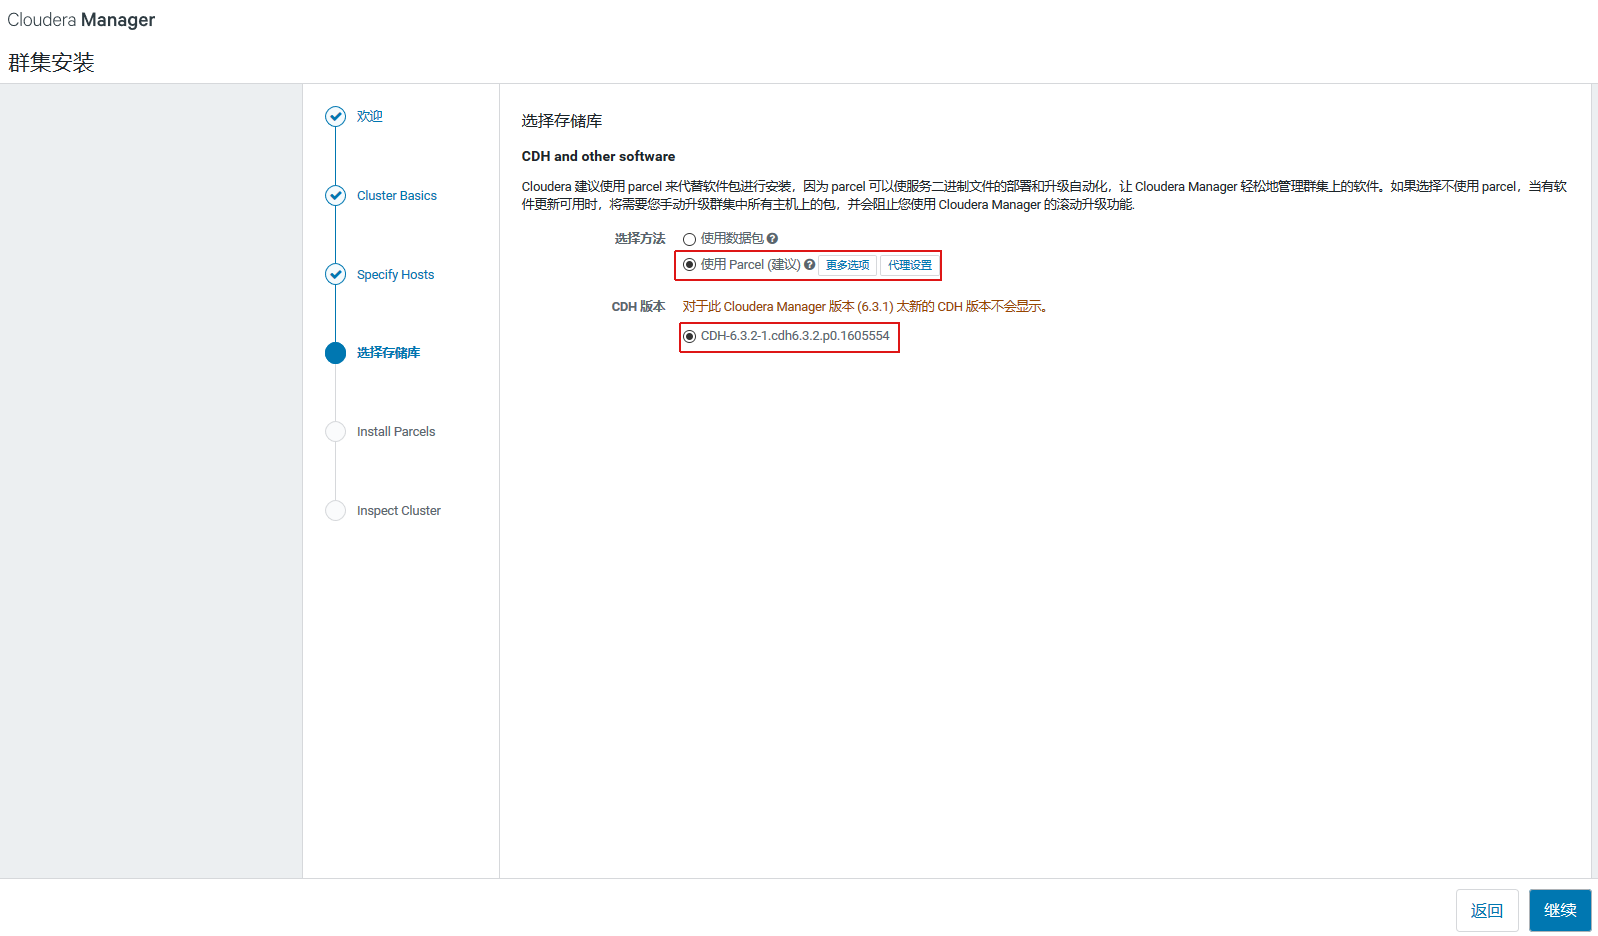 Cloudera Manager
群集安装
欢迎
Cluster Basics
Specify Hosts
选择存储库
Install Parcels
Inspect Cluster
选择存储库
CDH and other software
Cloudera 建议使用 parcel 来代替软件包进行安装，因为 parcel 可以使服务二进制文件的部署和升级自动化，让 Cloudera Manager 轻松地管理群集上的软件。如果选择不使用 parcel，当有软
件更新可用时，将需要您手动升级群集中所有主机上的包，并会阻止您使用 Cloudera Manager 的滚动升级功能.
选择方法 使用数据包
使用 Parcel (建议) 更多选项 代理设置
CDH 版本 对于此 Cloudera Manager 版本 (6.3.1) 太新的 CDH 版本不会显示。
CDH-6.3.2-1.cdh6.3.2.p0.1605554
返回 继续